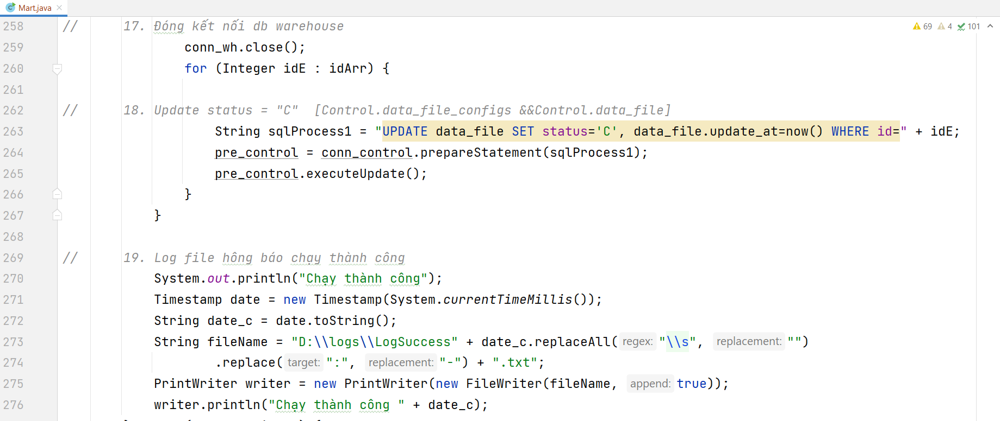 Mart.java
69 4 101
258 // 17. Đóng kết nối db warehouse
259 conn_wh.close();
260 for (Integer idE : idArr) {
261
262 // 18. Update status = "C" [Control.data_file_configs &&Control.data_file]
263 String sqlProcess1 = "UPDATE data_file SET status='C', data_file.update_at=now() WHERE id=" + idE;
264 pre_control = conn_control.prepareStatement(sqlProcess1);
265 pre_control.executeUpdate();
266 }
267 }
268
269 // 19. Log file hông báo chạy thành công
270 System.out.println("Chạy thành công");
271 Timestamp date = new Timestamp(System.currentTimeMillis());
272 String date_c = date.toString();
273 String fileName = "D:\\logs\\LogSuccess" + date_c.replaceAll( regex: "\\s", replacement: "")
274 .replace( target: ":", replacement: "-") + ".txt";
275 PrintWriter writer = new PrintWriter(new FileWriter(fileName, append: true));
276 writer.println("Chạy thành công " + date_c);